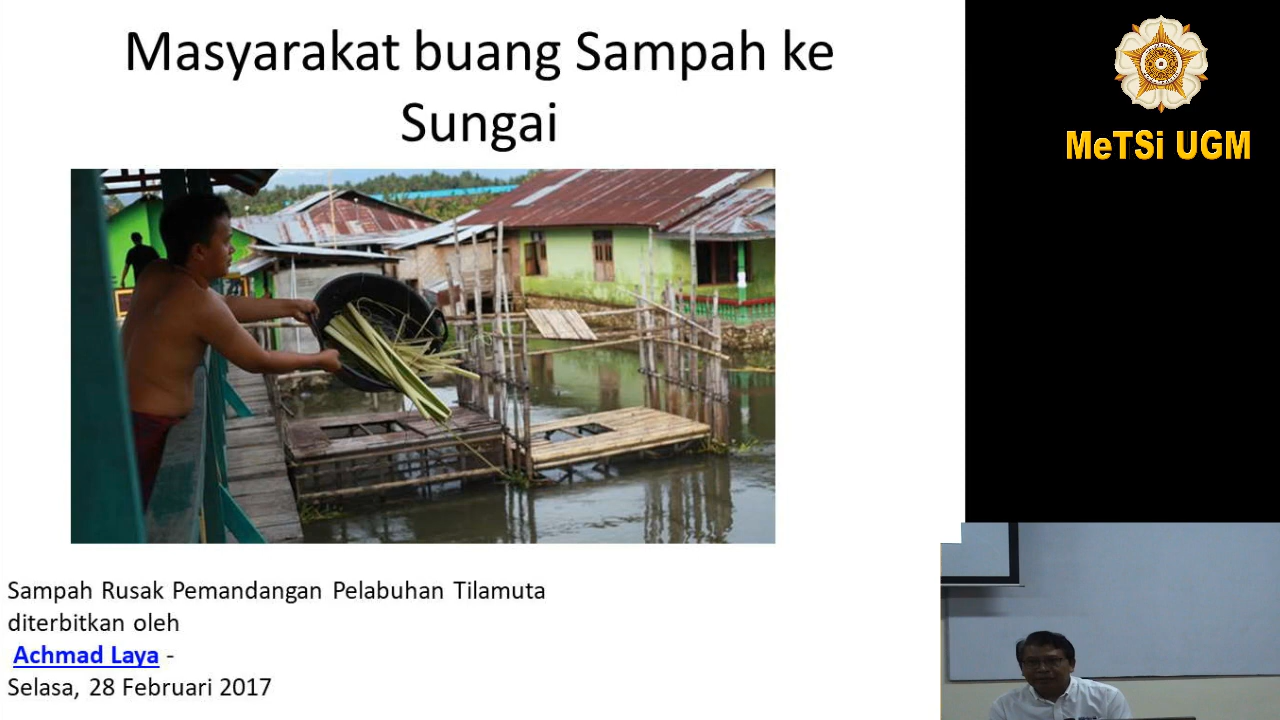 Masyarakat buang Sampah ke
Sungai
MeTSi UGM
Sampah Rusak Pemandangan Pelabuhan Tilamuta
diterbitkan oleh
Achmad Laya -
Selasa, 28 Februari 2017